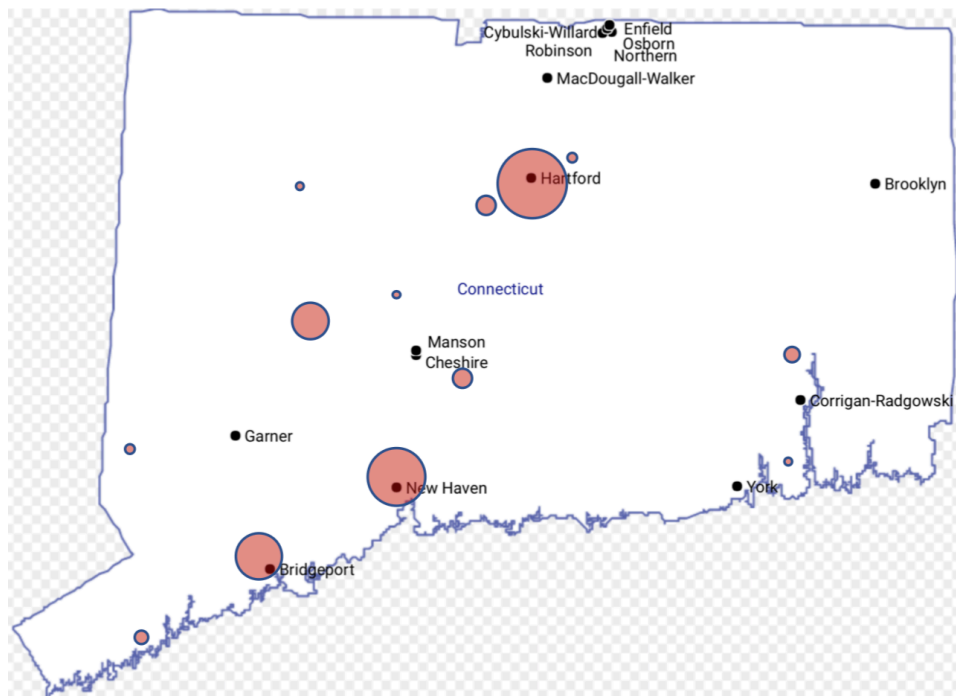 Cybulski-Willard
Enfield
Osborn
Robinson
Northern
MacDougall-Walker
Hartford
Brooklyn
Connecticut
Manson
Cheshire
Corrigan-Radgowski
Garner
New Haven
York
Bridgeport